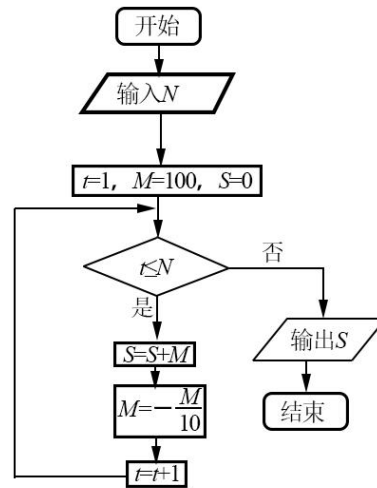 开始
输入N
t=1, M=100, S=0
t≤N
否
是
S=S+M
输出S
M=-M/10
结束
t=t+1